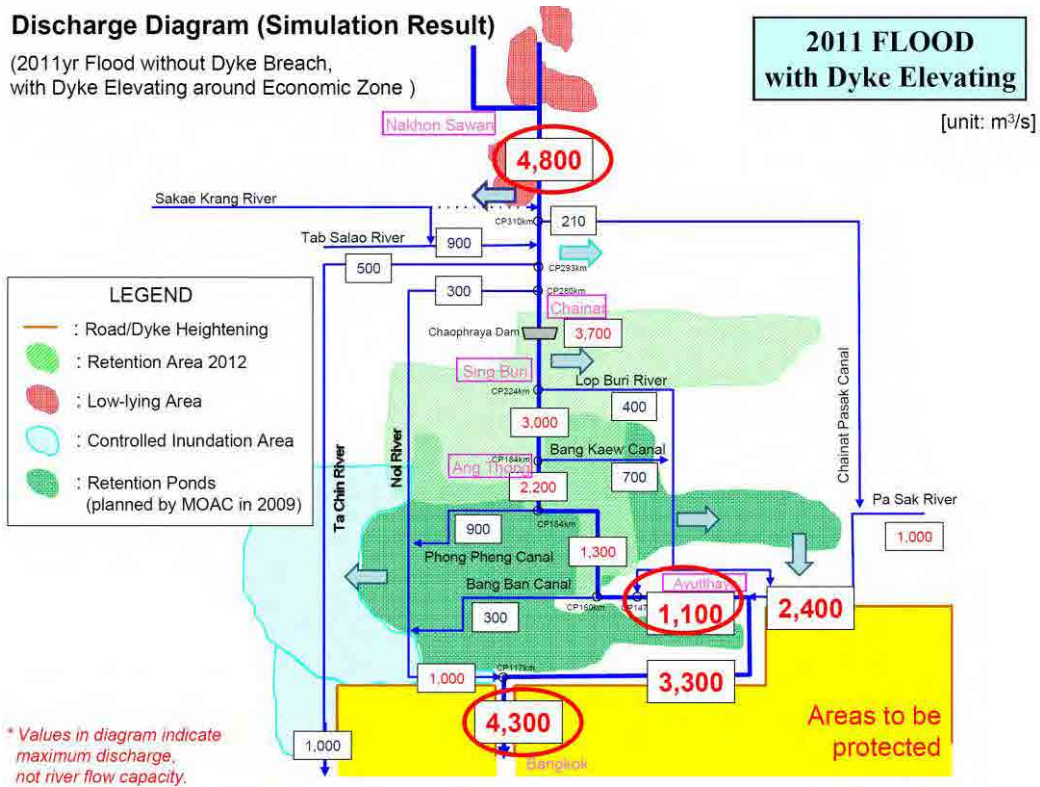 Discharge Diagram (Simulation Result)
(2011yr Flood without Dyke Breach,
with Dyke Elevating around Economic Zone )
2011 FLOOD
with Dyke Elevating
[unit: m³/s]
Nakhon Sawan
4,800
Sakae Krang River
CP310km
210
Tab Salao River
900
500
CP293km
300
CP280km
Chainat
Chaophraya Dam
3,700
LEGEND
: Road/Dyke Heightening
: Retention Area 2012
: Low-lying Area
: Controlled Inundation Area
: Retention Ponds
(planned by MOAC in 2009)
Sing Buri
CP224km
Lop Buri River
400
3,000
Bang Kaew Canal
CP184km
Ang Thong
700
2,200
Ta Chin River
Noi River
Chainat Pasak Canal
Pa Sak River
1,000
CP164km
900
Phong Pheng Canal
1,300
Bang Ban Canal
300
CP160km
CP147
Ayutthaya
1,100
2,400
CP117km
1,000
3,300
4,300
Areas to be
protected
1,000
Bangkok
* Values in diagram indicate
maximum discharge,
not river flow capacity.